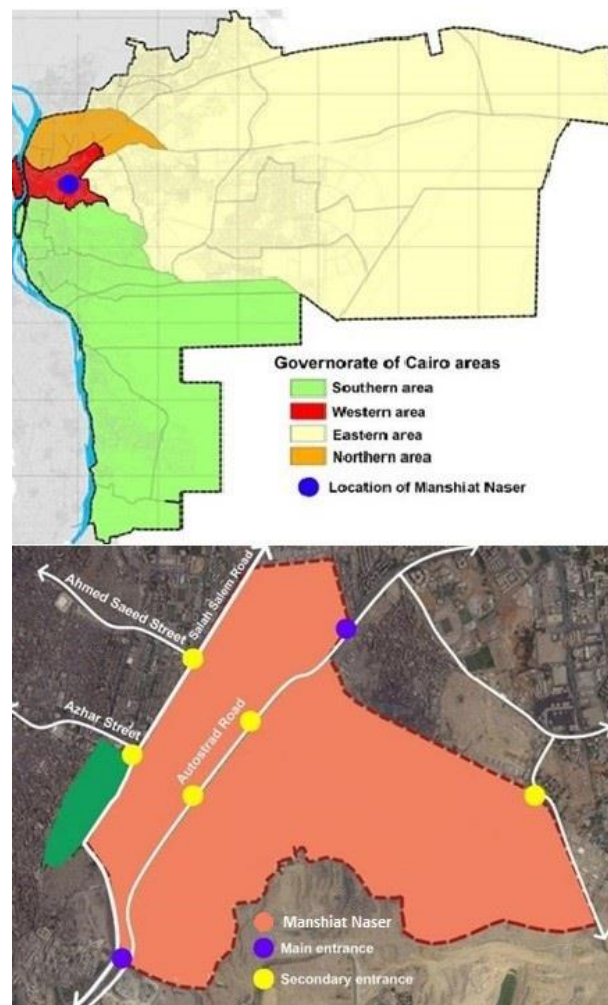 Governorate of Cairo areas
Southern area
Western area
Eastern area
Northern area
Location of Manshiat Naser
Ahmed Saeed Street
Salah Salem Road
Azhar Street
Autostrad Road
Manshiat Naser
Main entrance
Secondary entrance